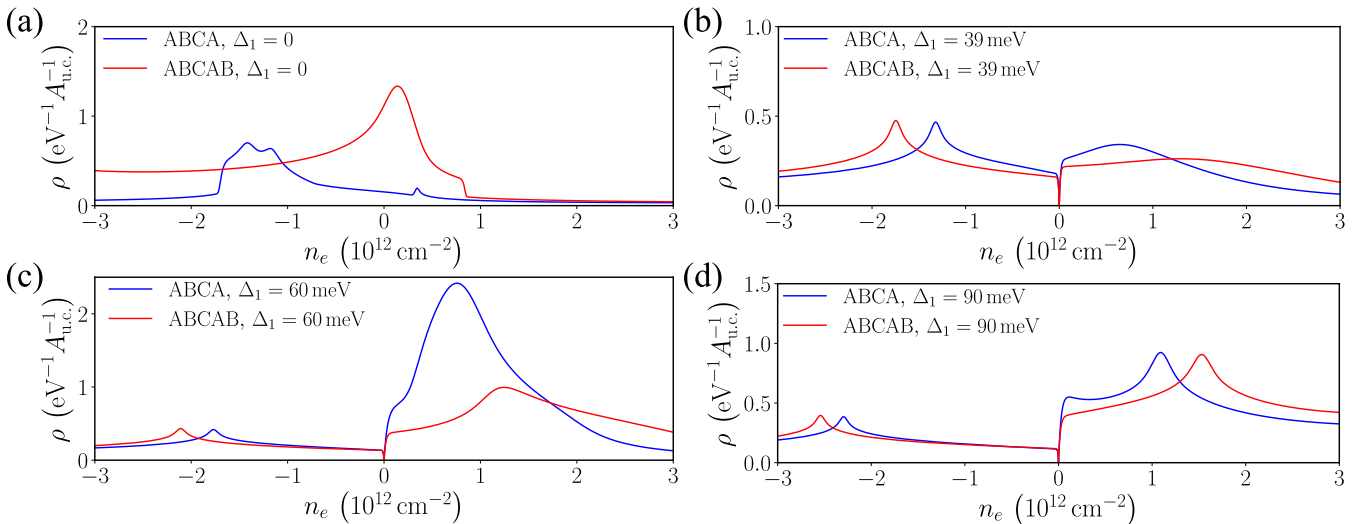 (a)
2
1
0
ρ (eV⁻¹A⁻¹u.c.)
ABCA, Δ₁ = 0
ABCAB, Δ₁ = 0
−3 −2 −1 0 1 2 3
nₑ (10¹² cm⁻²)
(b)
1.0
0.5
0.0
ρ (eV⁻¹A⁻¹u.c.)
ABCA, Δ₁ = 39 meV
ABCAB, Δ₁ = 39 meV
−3 −2 −1 0 1 2 3
nₑ (10¹² cm⁻²)
(c)
2
1
0
ρ (eV⁻¹A⁻¹u.c.)
ABCA, Δ₁ = 60 meV
ABCAB, Δ₁ = 60 meV
−3 −2 −1 0 1 2 3
nₑ (10¹² cm⁻²)
(d)
1.5
1.0
0.5
0.0
ρ (eV⁻¹A⁻¹u.c.)
ABCA, Δ₁ = 90 meV
ABCAB, Δ₁ = 90 meV
−3 −2 −1 0 1 2 3
nₑ (10¹² cm⁻²)